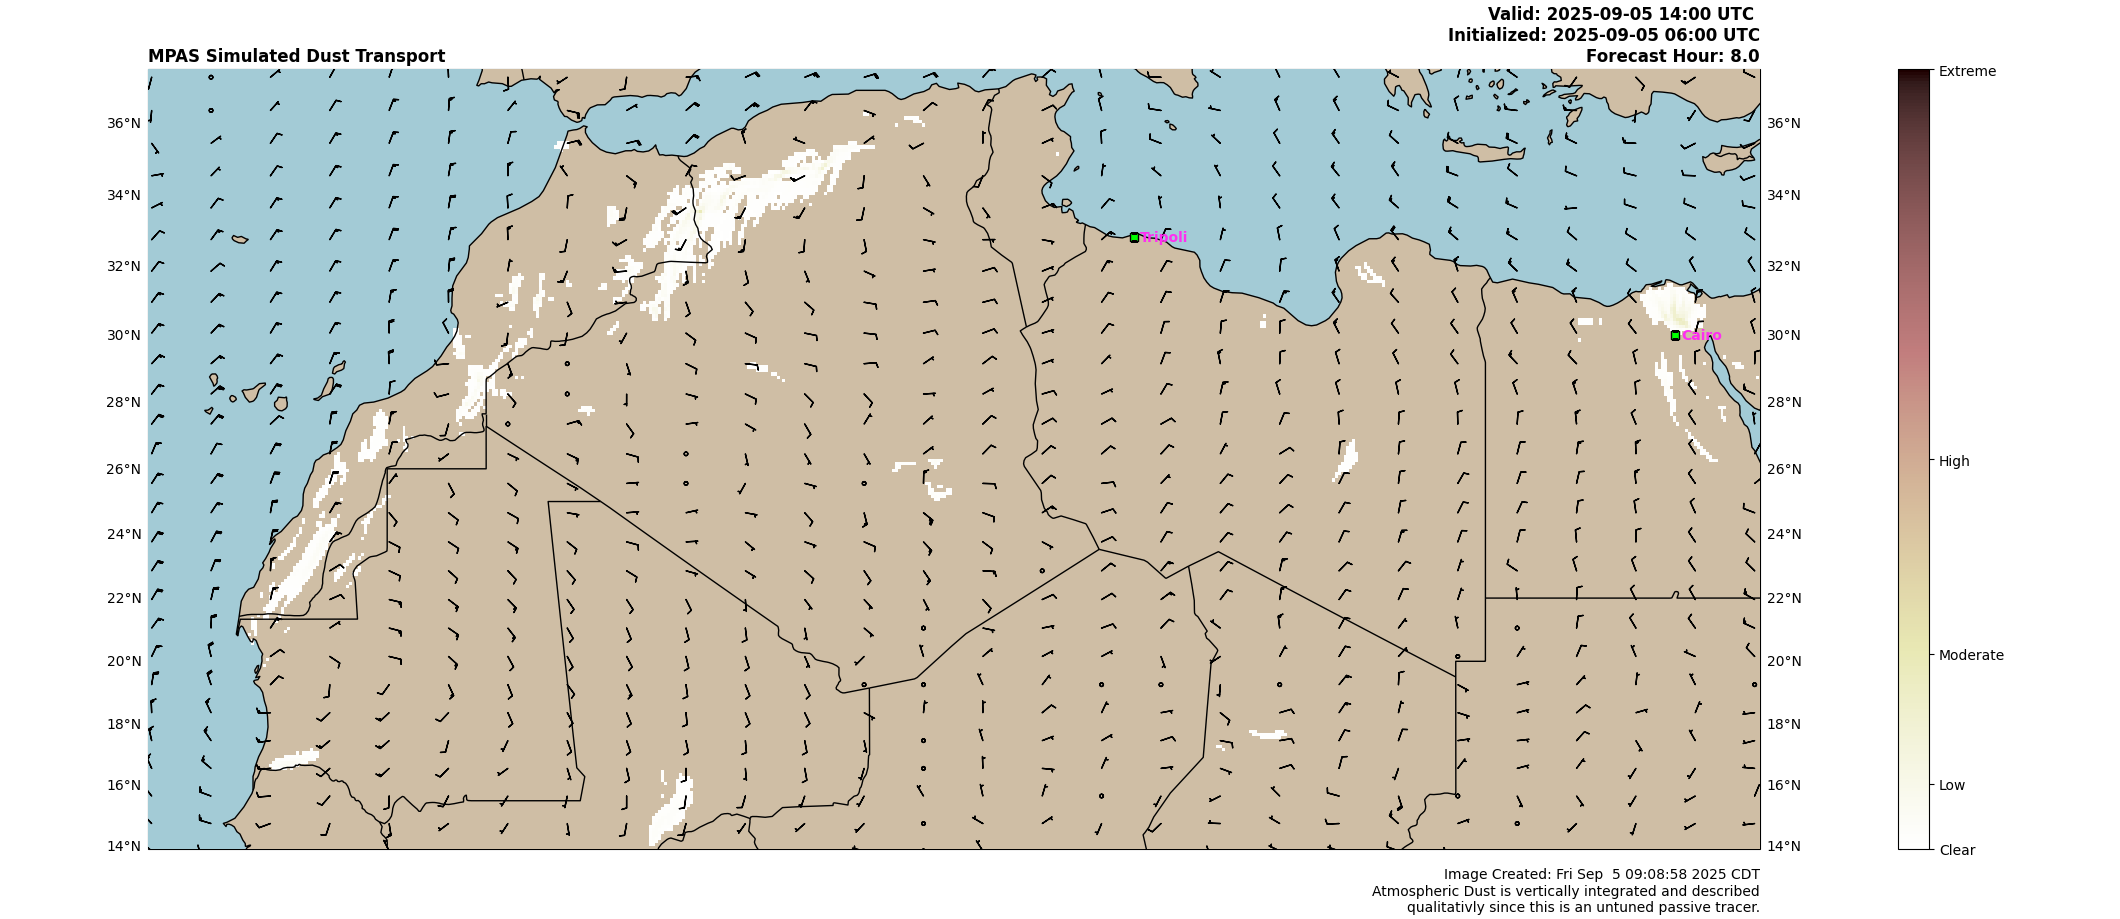 Valid: 2025-09-05 14:00 UTC
Initialized: 2025-09-05 06:00 UTC
MPAS Simulated Dust Transport
Forecast Hour: 8.0
Extreme
36°N
36°N
34°N
34°N
Tripoli
32°N
32°N
30°N
Cairo
30°N
28°N
28°N
High
26°N
26°N
24°N
24°N
22°N
22°N
Moderate
20°N
20°N
18°N
18°N
16°N
16°N
Low
14°N
14°N
Clear
Image Created: Fri Sep  5 09:08:58 2025 CDT
Atmospheric Dust is vertically integrated and described
qualitativly since this is an untuned passive tracer.